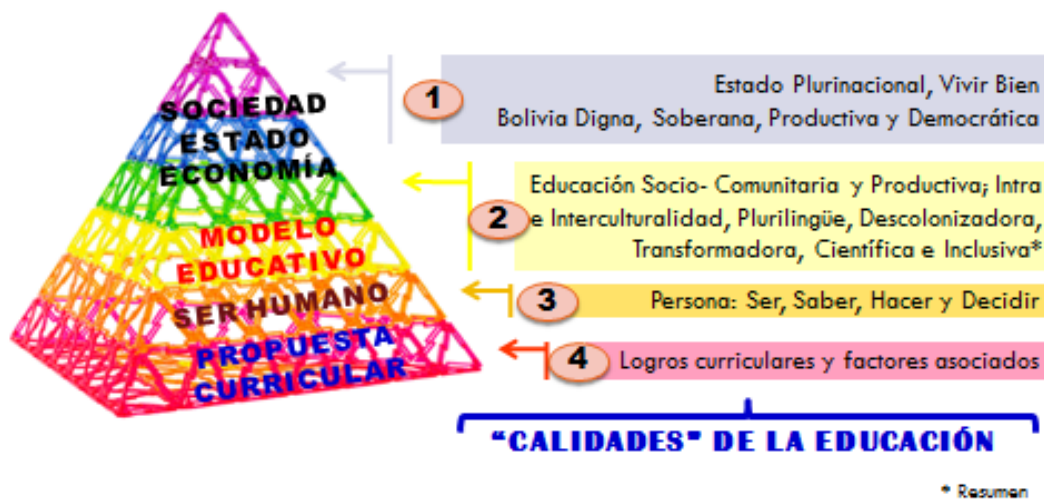 SOCIEDAD
ESTADO
ECONOMÍA
MODELO
EDUCATIVO
SER HUMANO
PROPUESTA
CURRICULAR
1
Estado Plurinacional, Vivir Bien
Bolivia Digna, Soberana, Productiva y Democrática
2
Educación Socio- Comunitaria y Productiva; Intra
e Interculturalidad, Plurilingüe, Descolonizadora,
Transformadora, Científica e Inclusiva*
3
Persona: Ser, Saber, Hacer y Decidir
4
Logros curriculares y factores asociados
"CALIDADES" DE LA EDUCACIÓN
* Resumen